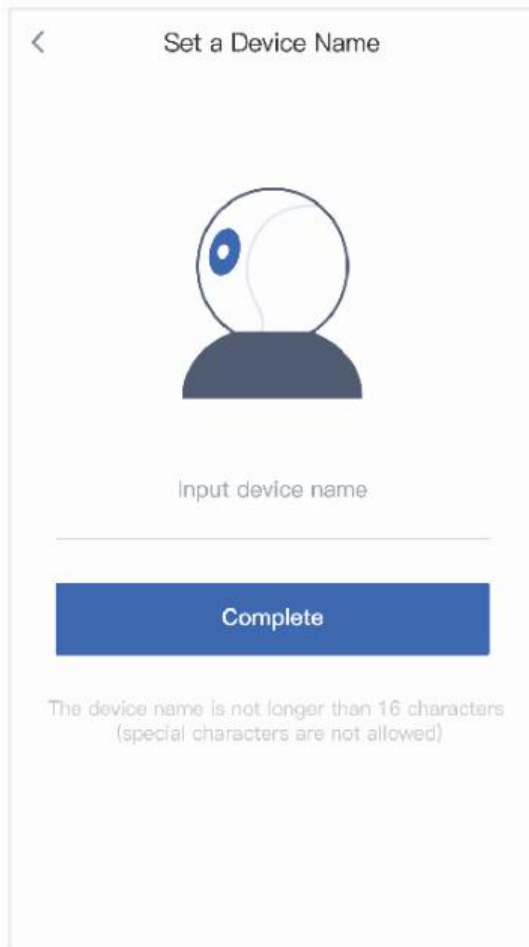 Set a Device Name
Input device name
Complete
The device name is not longer than 16 characters
(special characters are not allowed)